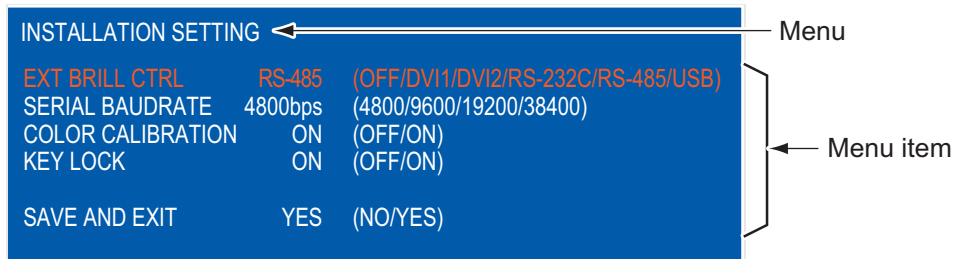 INSTALLATION SETTING
Menu
EXT BRILL CTRL RS-485 (OFF/DVI1/DVI2/RS-232C/RS-485/USB)
SERIAL BAUDRATE 4800bps (4800/9600/19200/38400)
COLOR CALIBRATION ON (OFF/ON)
KEY LOCK ON (OFF/ON)
Menu item
SAVE AND EXIT YES (NO/YES)